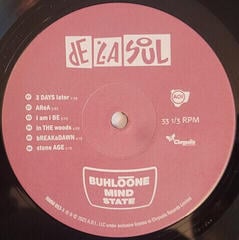 DE LA SOUL
3 DAYS later
AReA
I am I BE
in THE woods
bREAKaDAWN
stone AGE
AOI
33 1/3 RPM
Chrysalis
BUHLOONE
MIND
STATE